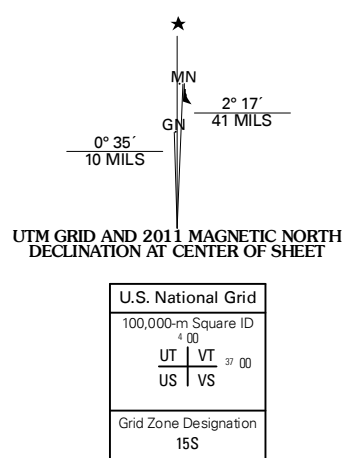 MN
2° 17´
41 MILS
GN
0° 35´
10 MILS
UTM GRID AND 2011 MAGNETIC NORTH
DECLINATION AT CENTER OF SHEET
U.S. National Grid
100,000-m Square ID
4 00
UT VT 37 00
US VS
Grid Zone Designation
15S